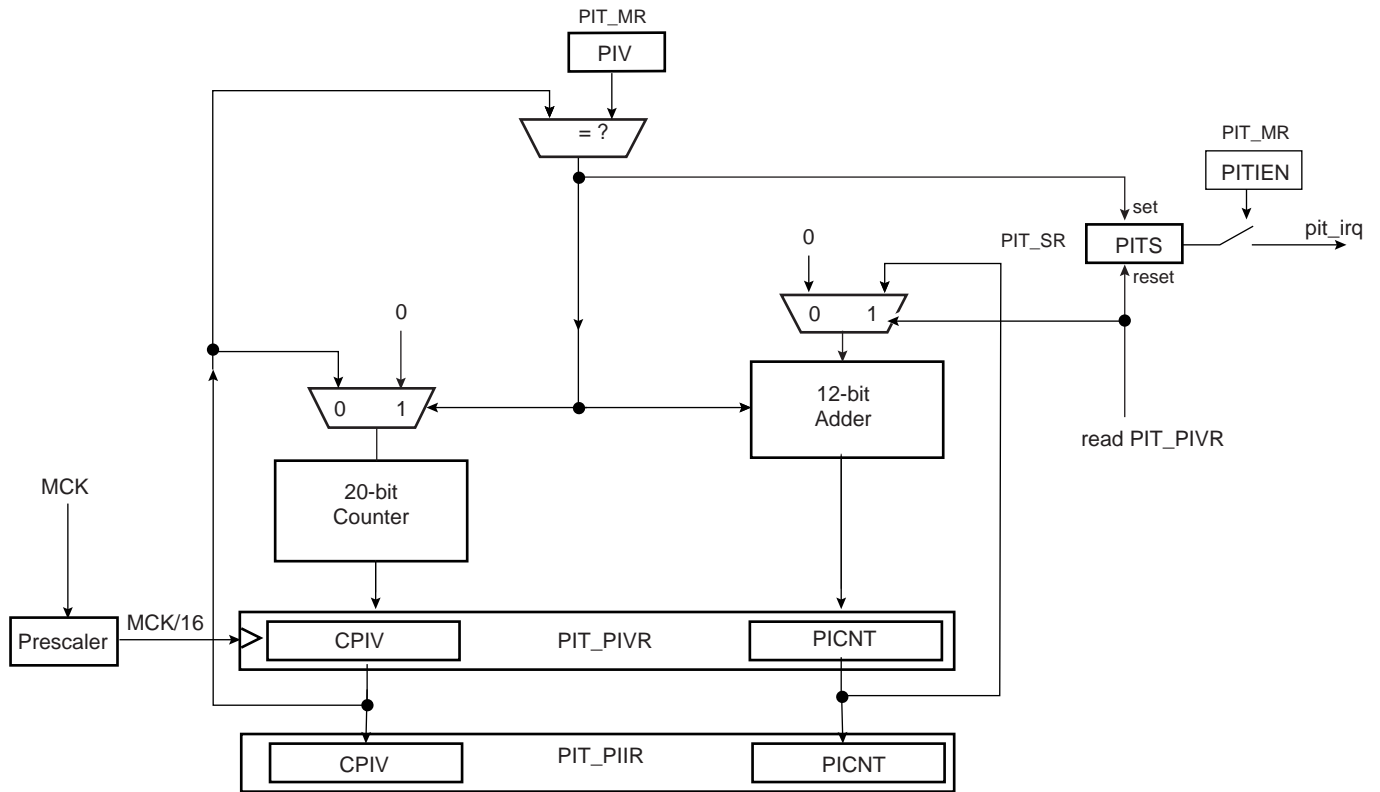 PIT_MR
PIV
= ?
PIT_MR
PITIEN
set
PIT_SR
PITS
pit_irq
reset
0
0 1
0
0 1
12-bit
Adder
read PIT_PIVR
MCK
20-bit
Counter
MCK/16
Prescaler
CPIV
PIT_PIVR
PICNT
CPIV
PIT_PIIR
PICNT